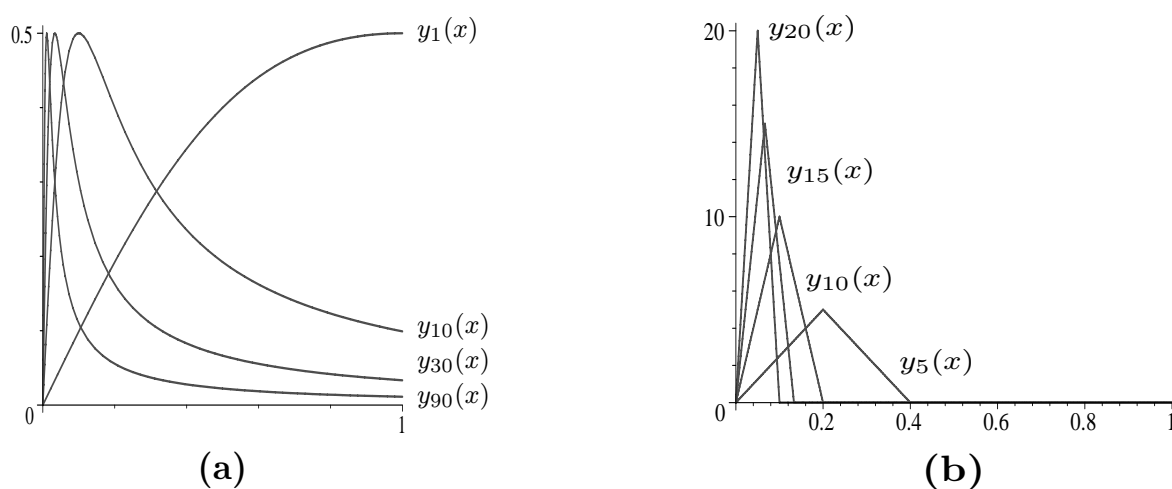 0.5
y₁(x)
y₁₀(x)
y₃₀(x)
y₉₀(x)
0
1
(a)
20
y₂₀(x)
y₁₅(x)
10
y₁₀(x)
y₅(x)
0
0.2 0.4 0.6 0.8 1
(b)